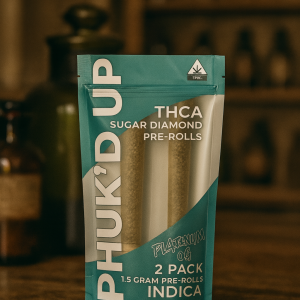 PHUK'D UP
THCA
SUGAR DIAMOND
PRE-ROLLS
PLATINUM
OG
2 PACK
1.5 GRAM PRE-ROLLS
INDICA